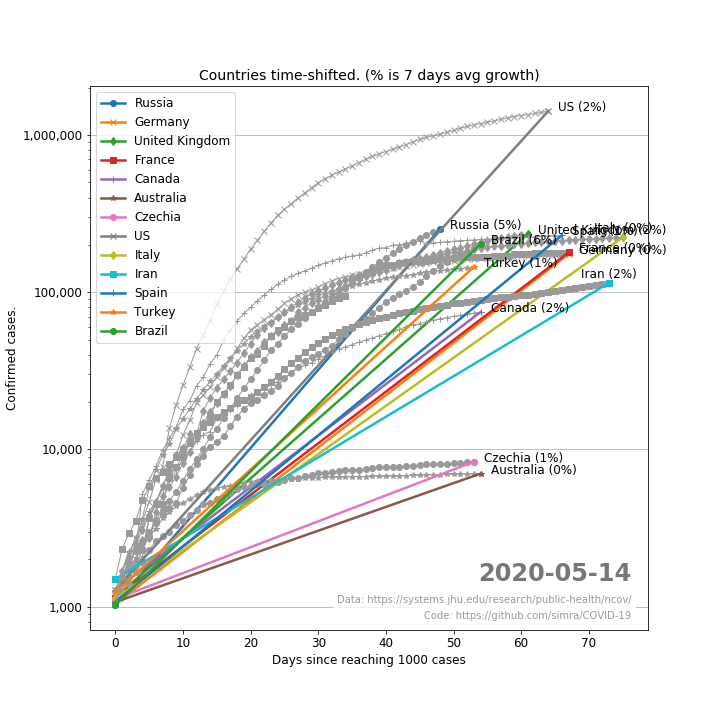 Countries time-shifted. (% is 7 days avg growth)
Russia
Germany
United Kingdom
France
Canada
Australia
Czechia
US
Italy
Iran
Spain
Turkey
Brazil
1,000,000
100,000
10,000
1,000
Confirmed cases.
US (2%)
Russia (5%)
Brazil (6%)
Turkey (1%)
Germany (0%)
Iran (2%)
Canada (2%)
Czechia (1%)
Australia (0%)
2020-05-14
Data: https://systems.jhu.edu/research/public-health/ncov/
Code: https://github.com/simra/COVID-19
0 10 20 30 40 50 60 70
Days since reaching 1000 cases